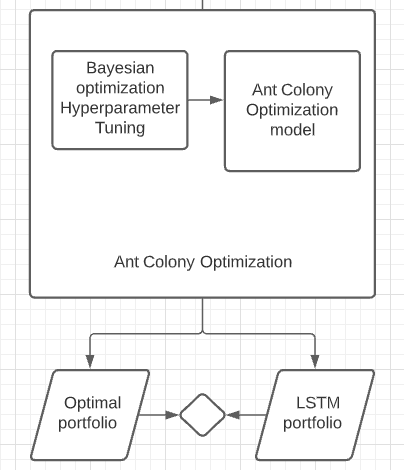 Bayesian
optimization
Hyperparameter
Tuning
Ant Colony
Optimization
model
Ant Colony Optimization
Optimal
portfolio
LSTM
portfolio